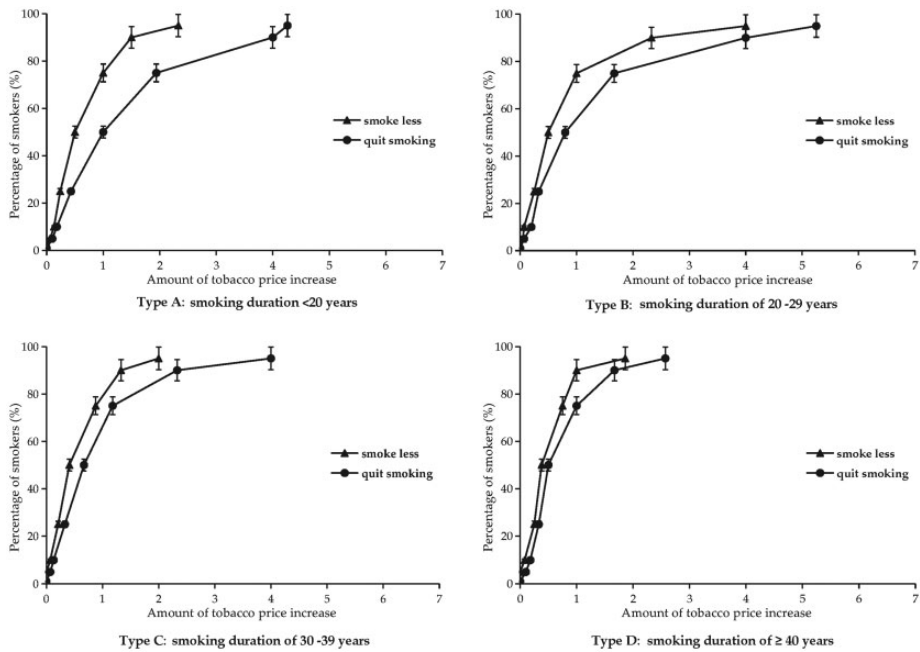 100
80
60
40
20
0
Percentage of smokers (%)
smoke less
quit smoking
0 1 2 3 4 5 6 7
Amount of tobacco price increase
Type A: smoking duration <20 years
100
80
60
40
20
0
Percentage of smokers (%)
smoke less
quit smoking
0 1 2 3 4 5 6 7
Amount of tobacco price increase
Type B: smoking duration of 20 -29 years
100
80
60
40
20
0
Percentage of smokers (%)
smoke less
quit smoking
0 1 2 3 4 5 6 7
Amount of tobacco price increase
Type C: smoking duration of 30 -39 years
100
80
60
40
20
0
Percentage of smokers (%)
smoke less
quit smoking
0 1 2 3 4 5 6 7
Amount of tobacco price increase
Type D: smoking duration of ≥ 40 years